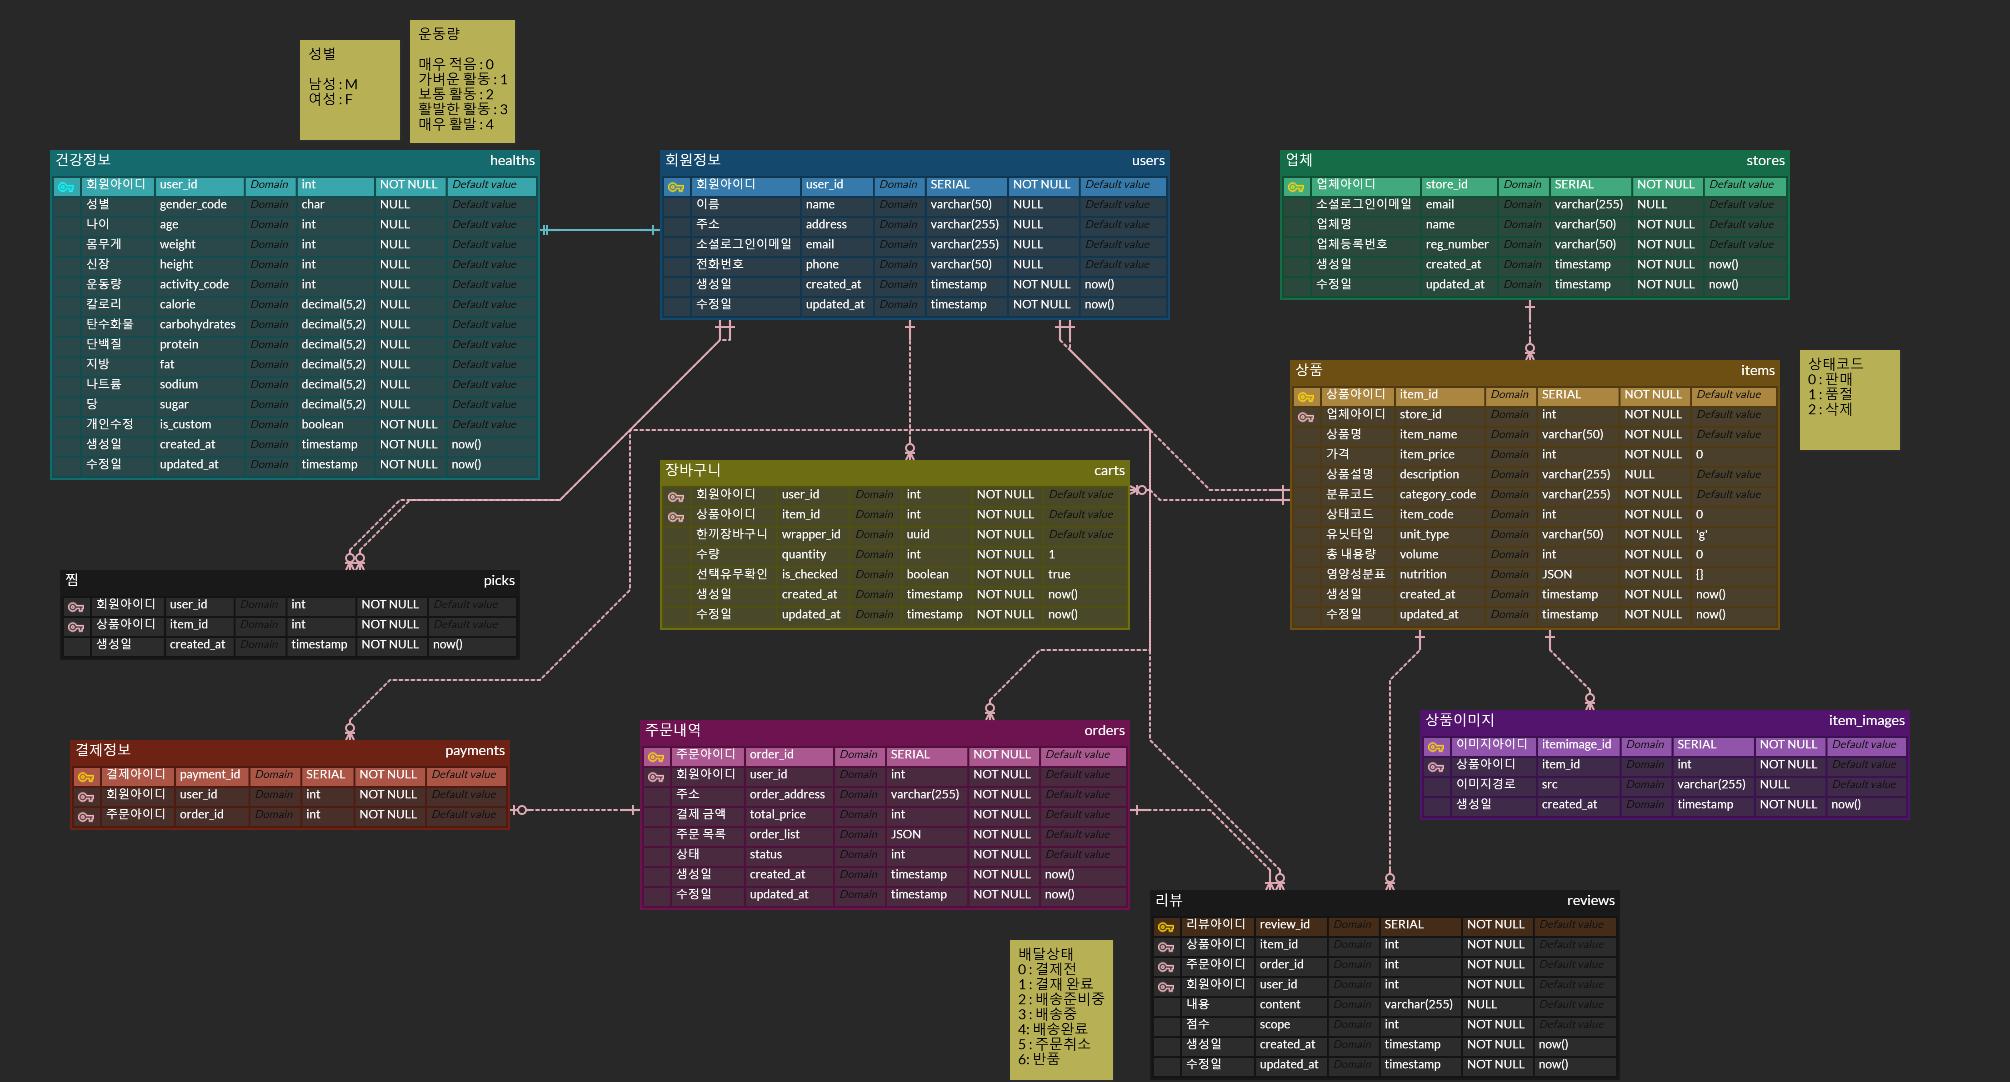 성별
남성 : M
여성 : F
운동량
매우 적음 : 0
가벼운 활동 : 1
보통 활동 : 2
활발한 활동 : 3
매우 활발 : 4
건강정보 healths
회원아이디 user_id Domain int NOT NULL Default value
성별 gender_code Domain char NULL Default value
나이 age Domain int NULL Default value
몸무게 weight Domain int NULL Default value
신장 height Domain int NULL Default value
운동량 activity_code Domain int NULL Default value
칼로리 calorie Domain decimal(5,2) NULL Default value
탄수화물 carbohydrates Domain decimal(5,2) NULL Default value
단백질 protein Domain decimal(5,2) NULL Default value
지방 fat Domain decimal(5,2) NULL Default value
나트륨 sodium Domain decimal(5,2) NULL Default value
당 sugar Domain decimal(5,2) NULL Default value
개인수정 is_custom Domain boolean NOT NULL Default value
생성일 created_at Domain timestamp NOT NULL now()
수정일 updated_at Domain timestamp NOT NULL now()
회원정보 users
회원아이디 user_id Domain SERIAL NOT NULL Default value
이름 name Domain varchar(50) NULL Default value
주소 address Domain varchar(255) NULL Default value
소셜로그인이메일 email Domain varchar(255) NULL Default value
전화번호 phone Domain varchar(50) NULL Default value
생성일 created_at Domain timestamp NOT NULL now()
수정일 updated_at Domain timestamp NOT NULL now()
업체 stores
업체아이디 store_id Domain SERIAL NOT NULL Default value
소셜로그인이메일 email Domain varchar(255) NULL Default value
업체명 name Domain varchar(50) NOT NULL Default value
업체등록번호 reg_number Domain varchar(50) NOT NULL Default value
생성일 created_at Domain timestamp NOT NULL now()
수정일 updated_at Domain timestamp NOT NULL now()
상품 items
상품아이디 item_id Domain SERIAL NOT NULL Default value
업체아이디 store_id Domain int NOT NULL Default value
상품명 item_name Domain varchar(50) NOT NULL Default value
가격 item_price Domain int NOT NULL 0
상품설명 description Domain varchar(255) NULL Default value
분류코드 category_code Domain varchar(255) NOT NULL Default value
상태코드 item_code Domain int NOT NULL 0
유닛타입 unit_type Domain varchar(50) NOT NULL 'g'
총 내용량 volume Domain int NOT NULL 0
영양성분표 nutrition Domain JSON NOT NULL {}
생성일 created_at Domain timestamp NOT NULL now()
수정일 updated_at Domain timestamp NOT NULL now()
상태코드
0 : 판매
1 : 품절
2 : 삭제
장바구니 carts
회원아이디 user_id Domain int NOT NULL Default value
상품아이디 item_id Domain int NOT NULL Default value
한끼장바구니 wrapper_id Domain uuid NOT NULL Default value
수량 quantity Domain int NOT NULL 1
선택유무확인 is_checked Domain boolean NOT NULL true
생성일 created_at Domain timestamp NOT NULL now()
수정일 updated_at Domain timestamp NOT NULL now()
찜 picks
회원아이디 user_id Domain int NOT NULL Default value
상품아이디 item_id Domain int NOT NULL Default value
생성일 created_at Domain timestamp NOT NULL now()
결제정보 payments
결제아이디 payment_id Domain SERIAL NOT NULL Default value
회원아이디 user_id Domain int NOT NULL Default value
주문아이디 order_id Domain int NOT NULL Default value
주문내역 orders
주문아이디 order_id Domain SERIAL NOT NULL Default value
회원아이디 user_id Domain int NOT NULL Default value
주소 order_address Domain varchar(255) NOT NULL Default value
결제 금액 total_price Domain int NOT NULL Default value
주문 목록 order_list Domain JSON NOT NULL Default value
상태 status Domain int NOT NULL Default value
생성일 created_at Domain timestamp NOT NULL now()
수정일 updated_at Domain timestamp NOT NULL now()
상품이미지 item_images
이미지아이디 itemimage_id Domain SERIAL NOT NULL Default value
상품아이디 item_id Domain int NOT NULL Default value
이미지경로 src Domain varchar(255) NULL Default value
생성일 created_at Domain timestamp NOT NULL now()
배달상태
0 : 결제전
1 : 결재 완료
2 : 배송준비중
3 : 배송중
4: 배송완료
5 : 주문취소
6: 반품
리뷰 reviews
리뷰아이디 review_id Domain SERIAL NOT NULL Default value
상품아이디 item_id Domain int NOT NULL Default value
주문아이디 order_id Domain int NOT NULL Default value
회원아이디 user_id Domain int NOT NULL Default value
내용 content Domain varchar(255) NULL Default value
점수 scope Domain int NOT NULL Default value
생성일 created_at Domain timestamp NOT NULL now()
수정일 updated_at Domain timestamp NOT NULL now()